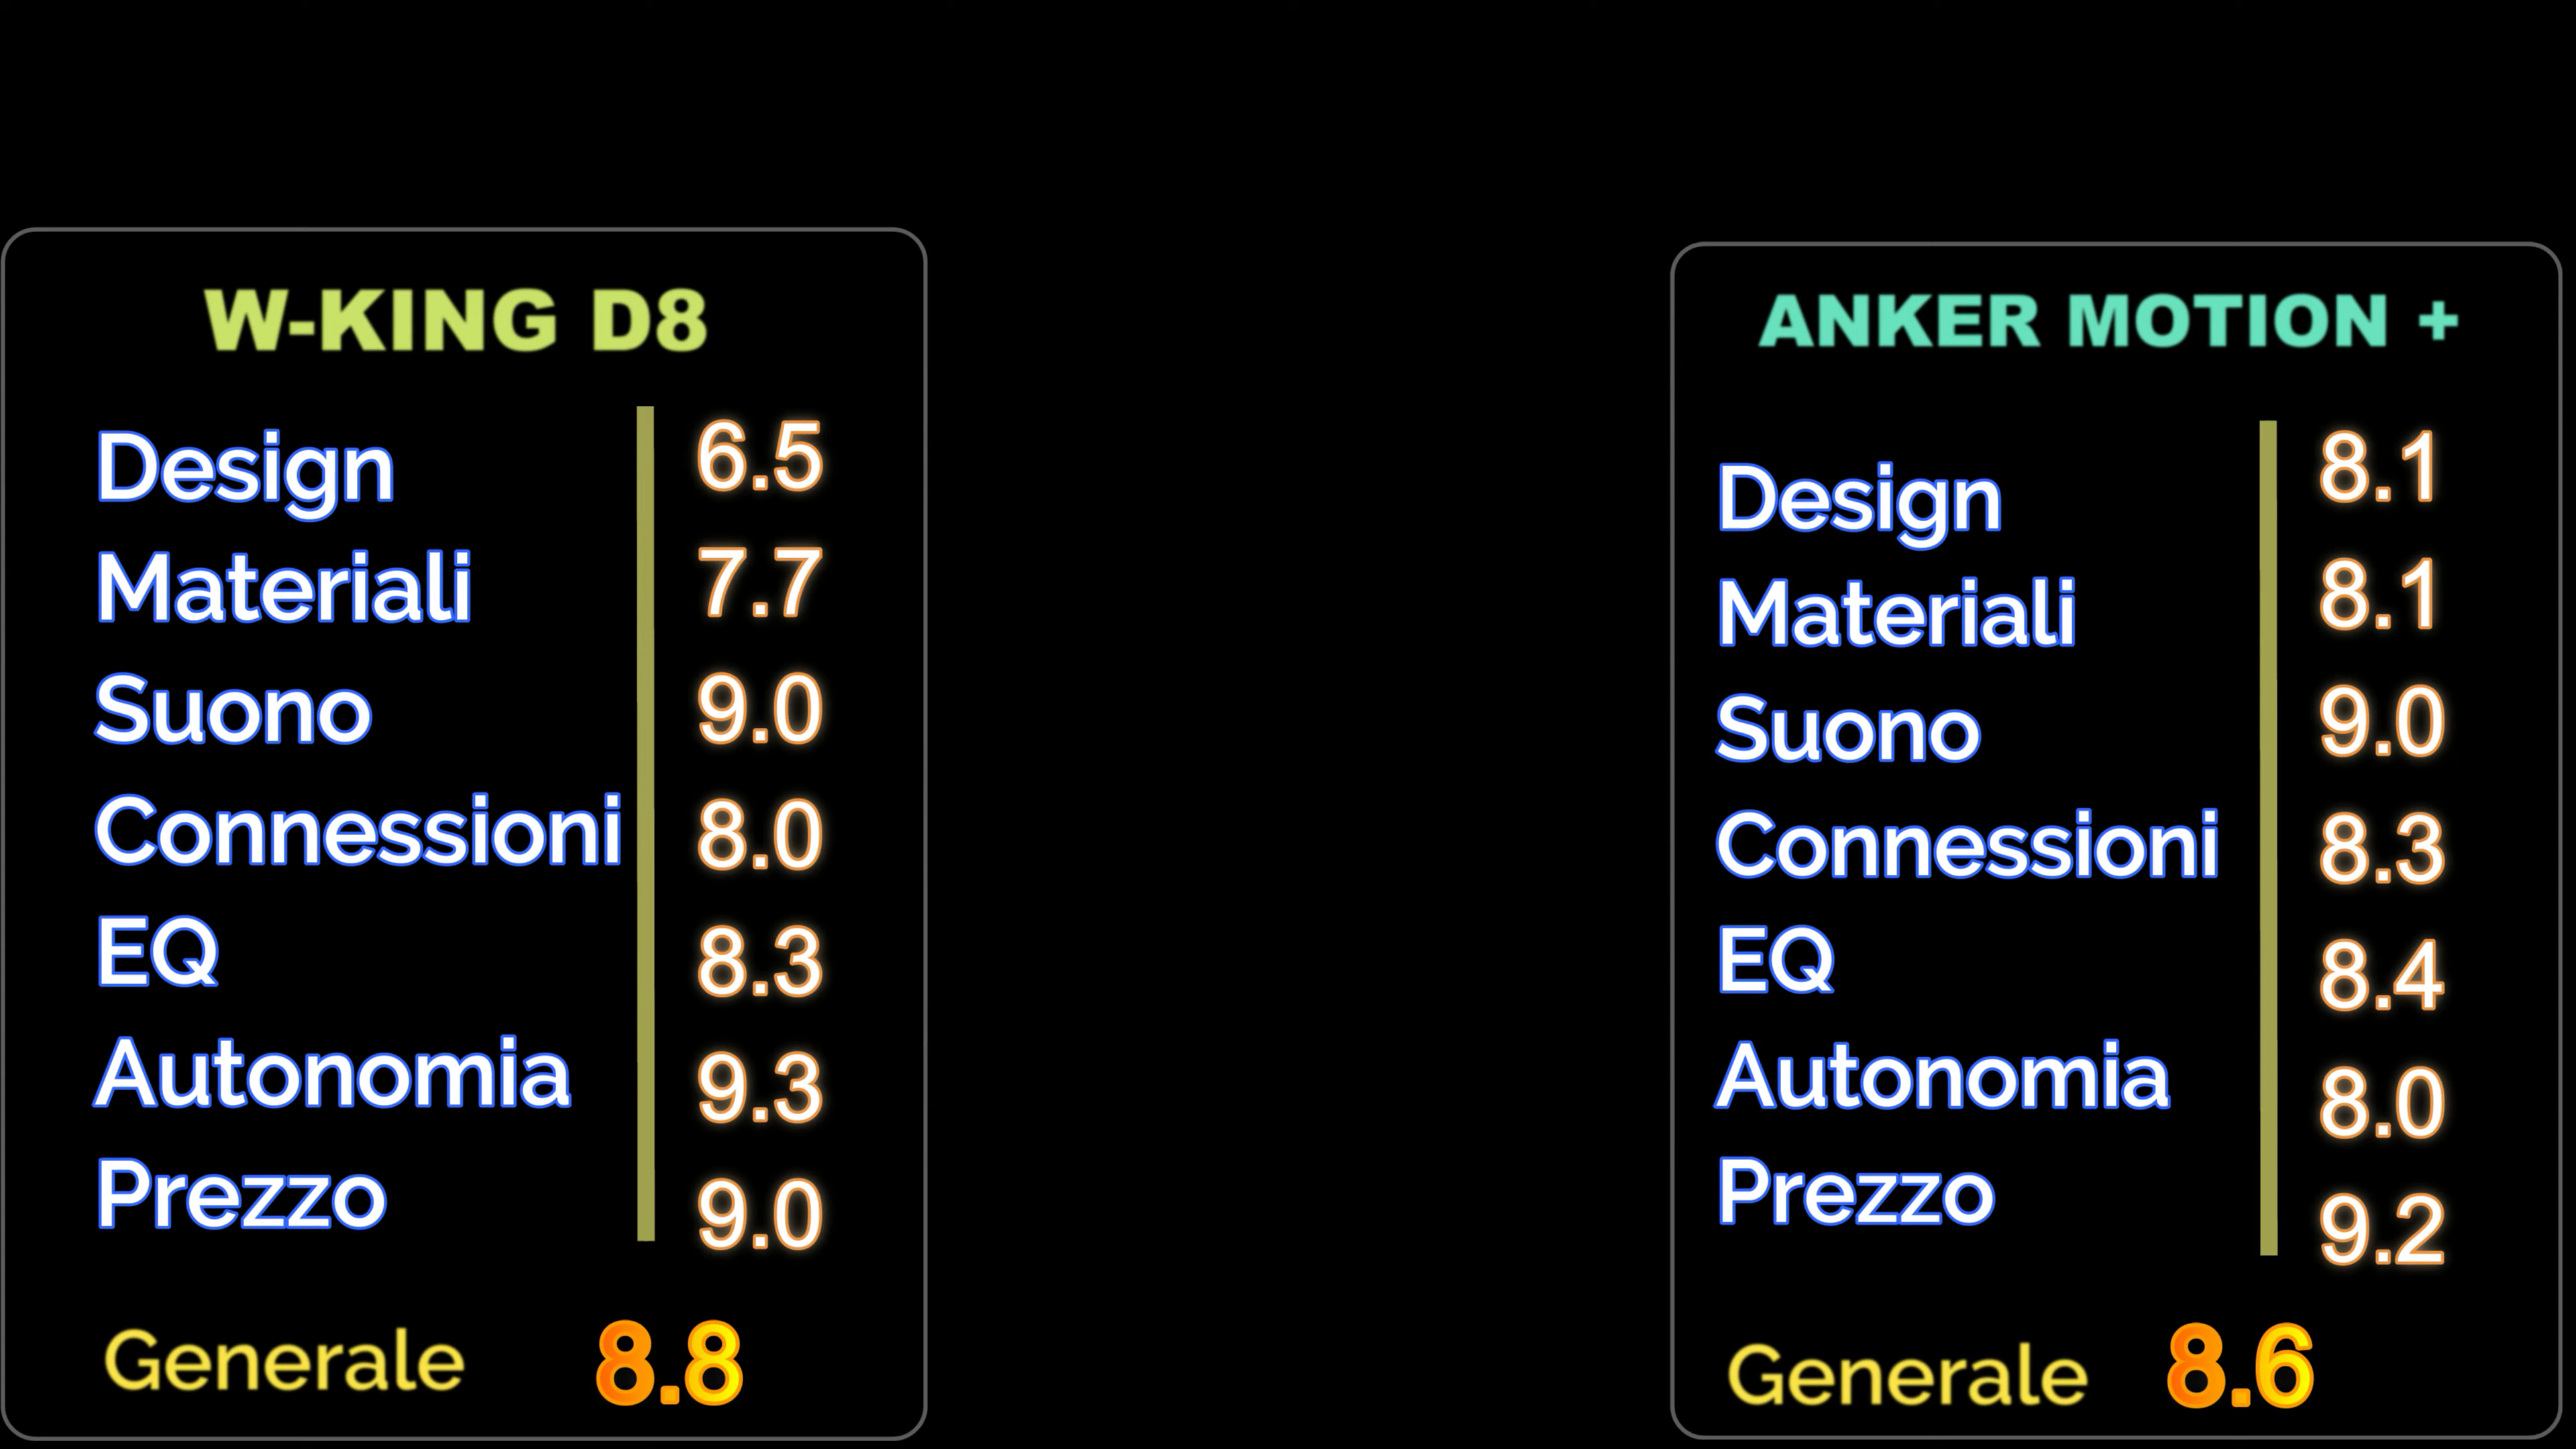 W-KING D8
Design 6.5
Materiali 7.7
Suono 9.0
Connessioni 8.0
EQ 8.3
Autonomia 9.3
Prezzo 9.0
Generale 8.8
ANKER MOTION +
Design 8.1
Materiali 8.1
Suono 9.0
Connessioni 8.3
EQ 8.4
Autonomia 8.0
Prezzo 9.2
Generale 8.6